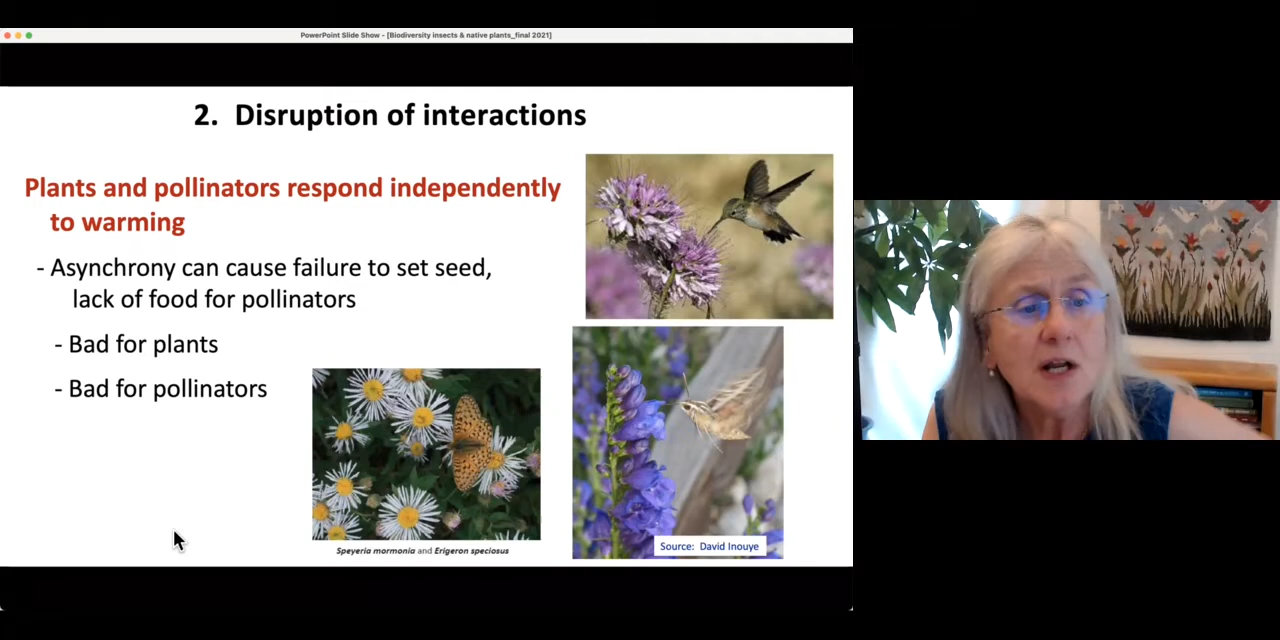 PowerPoint Slide Show - [Biodiversity insects & native plants_final 2021]
2. Disruption of interactions
Plants and pollinators respond independently
to warming
- Asynchrony can cause failure to set seed,
lack of food for pollinators
- Bad for plants
- Bad for pollinators
Speyeria mormonia and Erigeron speciosus
Source: David Inouye